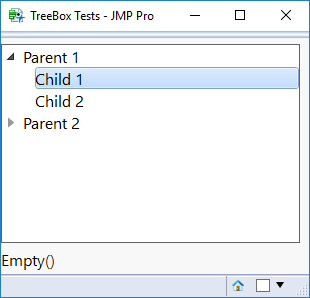 TreeBox Tests - JMP Pro
Parent 1
Child 1
Child 2
Parent 2
Empty()